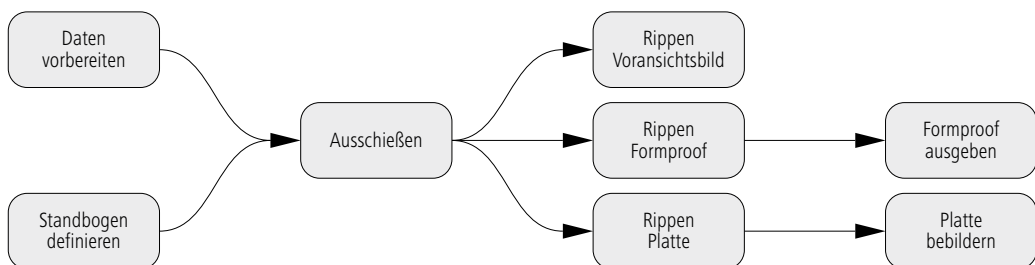 Daten
vorbereiten
Standbogen
definieren
Ausschießen
Rippen
Voransichtsbild
Rippen
Formproof
Rippen
Platte
Formproof
ausgeben
Platte
bebildern